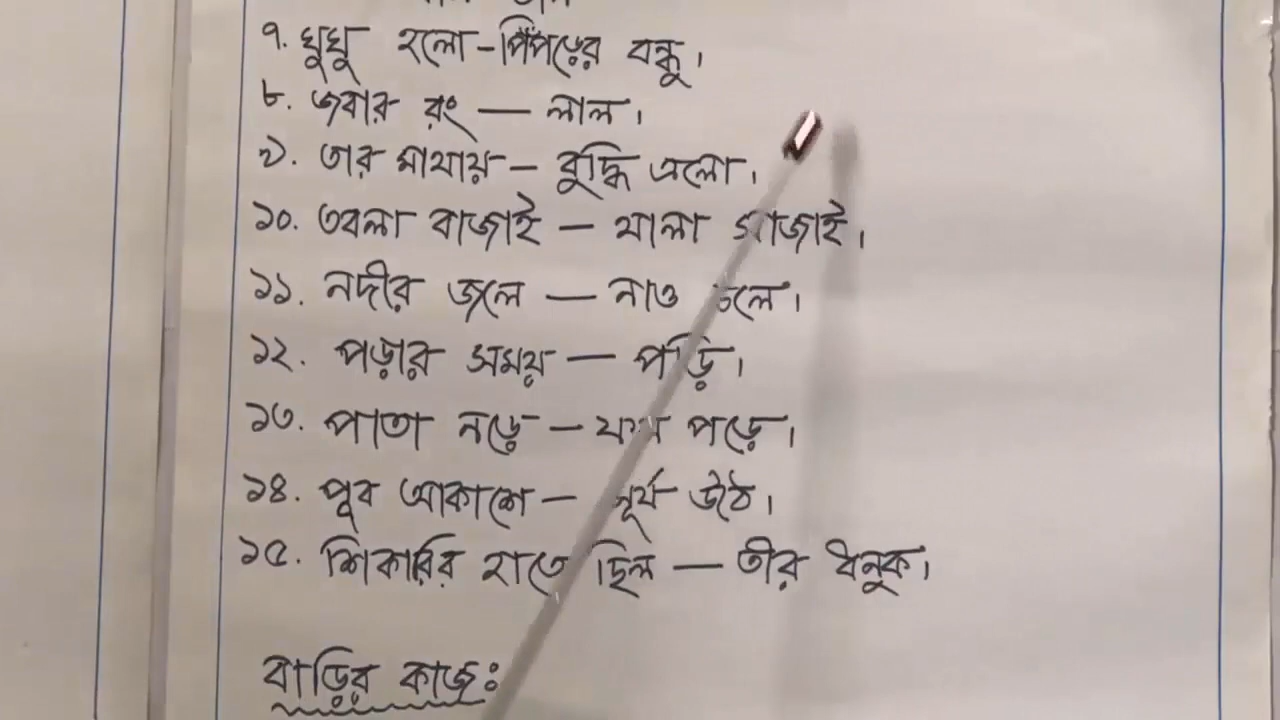 ৭. ঘুঘু হলো-পিঁপড়ের বন্ধু।
৮. জবার রং — লাল।
৯. তার মাথায় – বুদ্ধি এলো।
১০. তবলা বাজাই – থালা সাজাই।
১১. নদীর জলে — নাও চলে।
১২. পড়ার সময় — পড়ি।
১৩. পাতা নড়ে – পড়ে।
১৪. পূব আকাশে – সূর্য উঠে।
১৫. শিকারির হাতে ছিল — তীর ধনুক।
বাড়ির কাজঃ